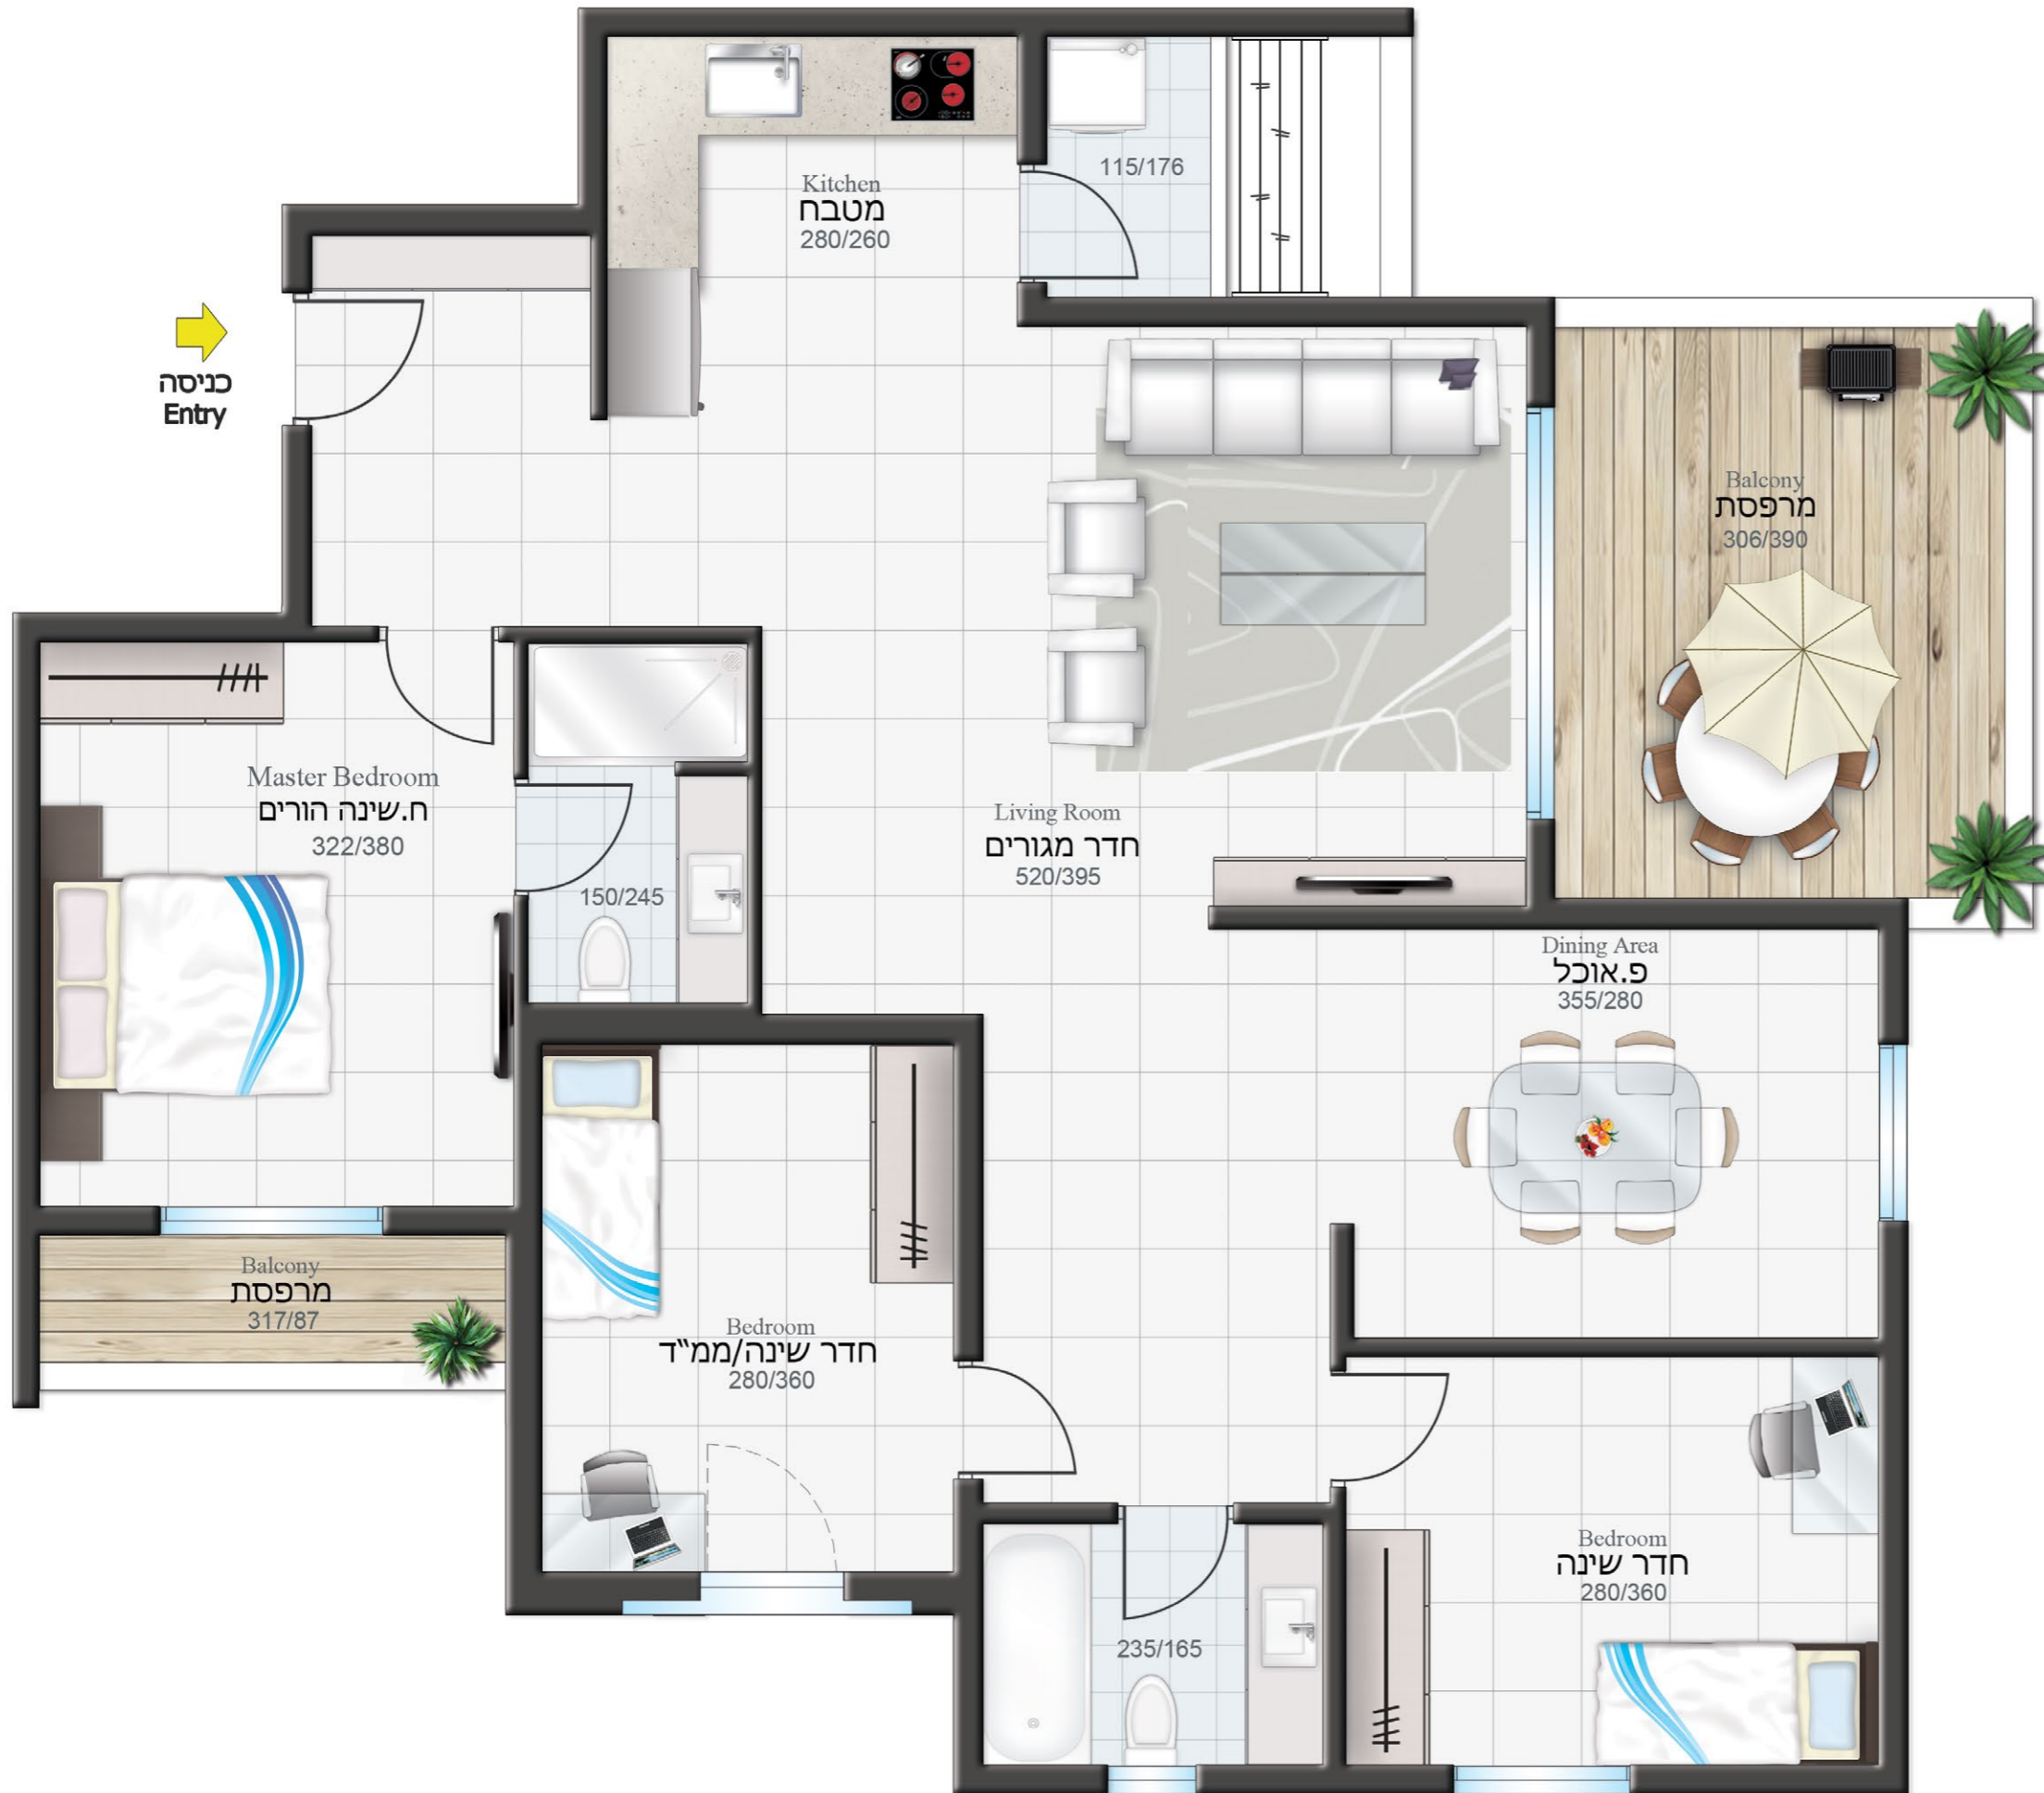 Kitchen
מטבח
280/260
115/176
כניסה
Entry
Balcony
מרפסת
306/390
Master Bedroom
ח.שינה הורים
322/380
150/245
Living Room
חדר מגורים
520/395
Dining Area
פ.אוכל
355/280
Balcony
מרפסת
317/87
Bedroom
חדר שינה/ממ״ד
280/360
Bedroom
חדר שינה
280/360
235/165